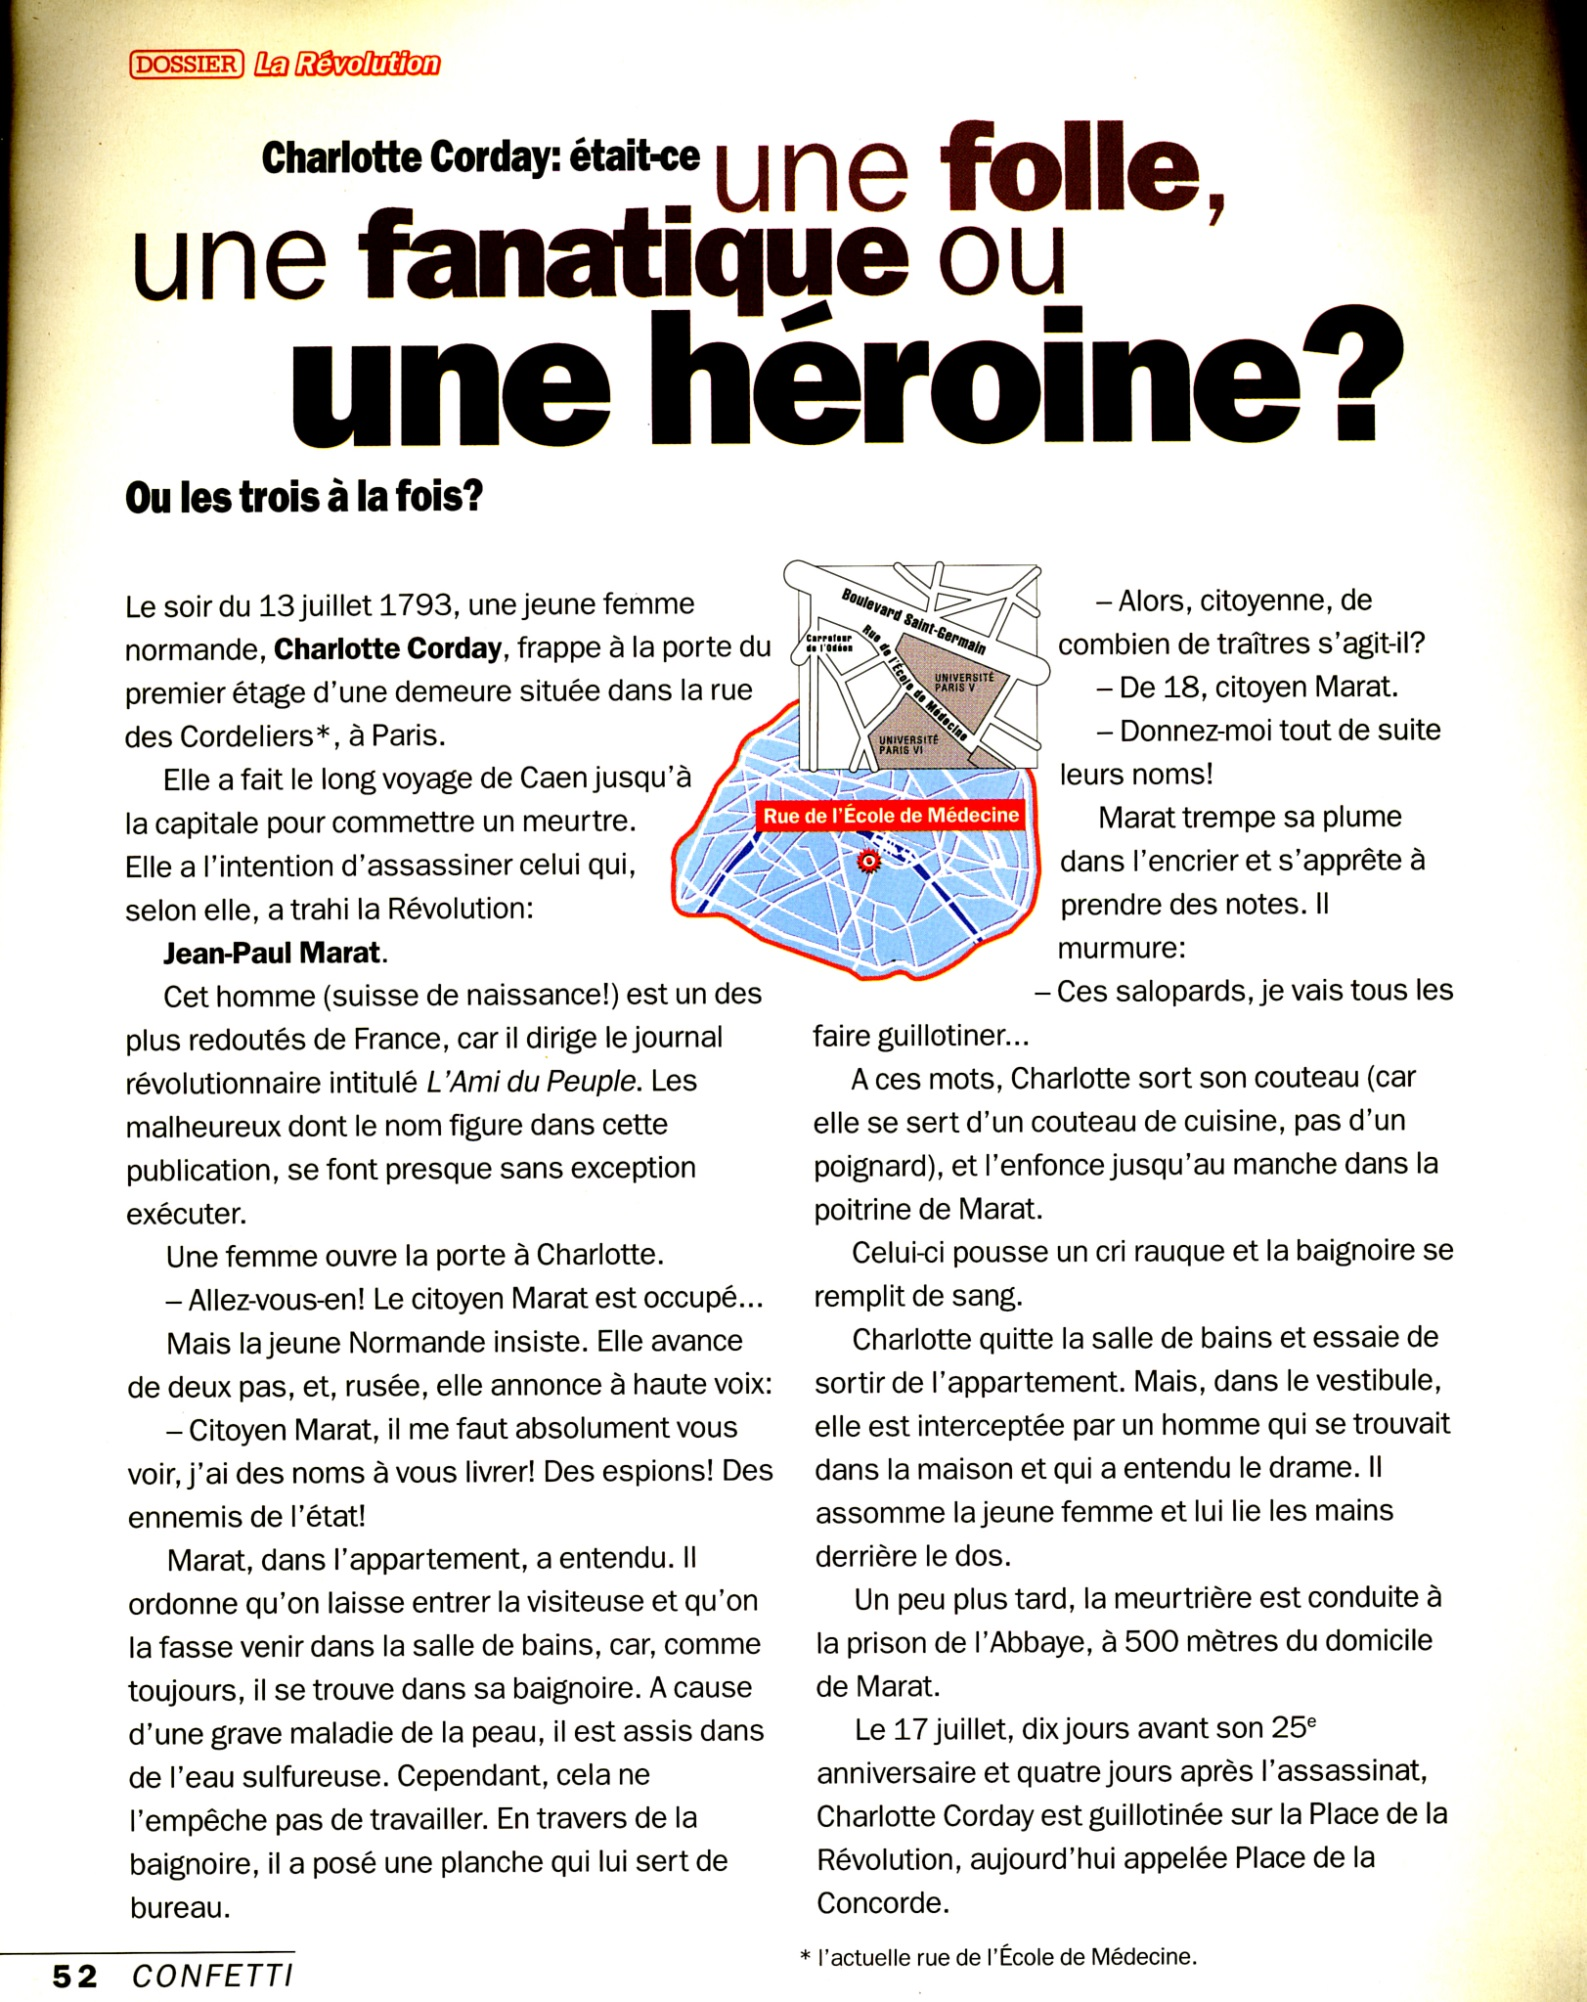 DOSSIER La Révolution
Charlotte Corday: était-ce une folle,
une fanatique ou
une héroine?
Ou les trois à la fois?
Le soir du 13 juillet 1793, une jeune femme
normande, Charlotte Corday, frappe à la porte du
premier étage d'une demeure située dans la rue
des Cordeliers*, à Paris.
Elle a fait le long voyage de Caen jusqu'à
la capitale pour commettre un meurtre.
Elle a l'intention d'assassiner celui qui,
selon elle, a trahi la Révolution:
Jean-Paul Marat.
Cet homme (suisse de naissance!) est un des
plus redoutés de France, car il dirige le journal
révolutionnaire intitulé L'Ami du Peuple. Les
malheureux dont le nom figure dans cette
publication, se font presque sans exception
exécuter.
Une femme ouvre la porte à Charlotte.
– Allez-vous-en! Le citoyen Marat est occupé...
Mais la jeune Normande insiste. Elle avance
de deux pas, et, rusée, elle annonce à haute voix:
– Citoyen Marat, il me faut absolument vous
voir, j'ai des noms à vous livrer! Des espions! Des
ennemis de l'état!
Marat, dans l'appartement, a entendu. Il
ordonne qu'on laisse entrer la visiteuse et qu'on
la fasse venir dans la salle de bains, car, comme
toujours, il se trouve dans sa baignoire. A cause
d'une grave maladie de la peau, il est assis dans
de l'eau sulfureuse. Cependant, cela ne
l'empêche pas de travailler. En travers de la
baignoire, il a posé une planche qui lui sert de
bureau.
Boulevard Saint-Germain
Carrefour
de l'Odéon
Rue de l'École de Médecine
UNIVERSITÉ
PARIS V
UNIVERSITÉ
PARIS VI
Rue de l'École de Médecine
– Alors, citoyenne, de
combien de traîtres s'agit-il?
– De 18, citoyen Marat.
– Donnez-moi tout de suite
leurs noms!
Marat trempe sa plume
dans l'encrier et s'apprête à
prendre des notes. Il
murmure:
– Ces salopards, je vais tous les
faire guillotiner...
A ces mots, Charlotte sort son couteau (car
elle se sert d'un couteau de cuisine, pas d'un
poignard), et l'enfonce jusqu'au manche dans la
poitrine de Marat.
Celui-ci pousse un cri rauque et la baignoire se
remplit de sang.
Charlotte quitte la salle de bains et essaie de
sortir de l'appartement. Mais, dans le vestibule,
elle est interceptée par un homme qui se trouvait
dans la maison et qui a entendu le drame. Il
assomme la jeune femme et lui lie les mains
derrière le dos.
Un peu plus tard, la meurtrière est conduite à
la prison de l'Abbaye, à 500 mètres du domicile
de Marat.
Le 17 juillet, dix jours avant son 25e
anniversaire et quatre jours après l'assassinat,
Charlotte Corday est guillotinée sur la Place de la
Révolution, aujourd'hui appelée Place de la
Concorde.
* l'actuelle rue de l'École de Médecine.
52 CONFETTI